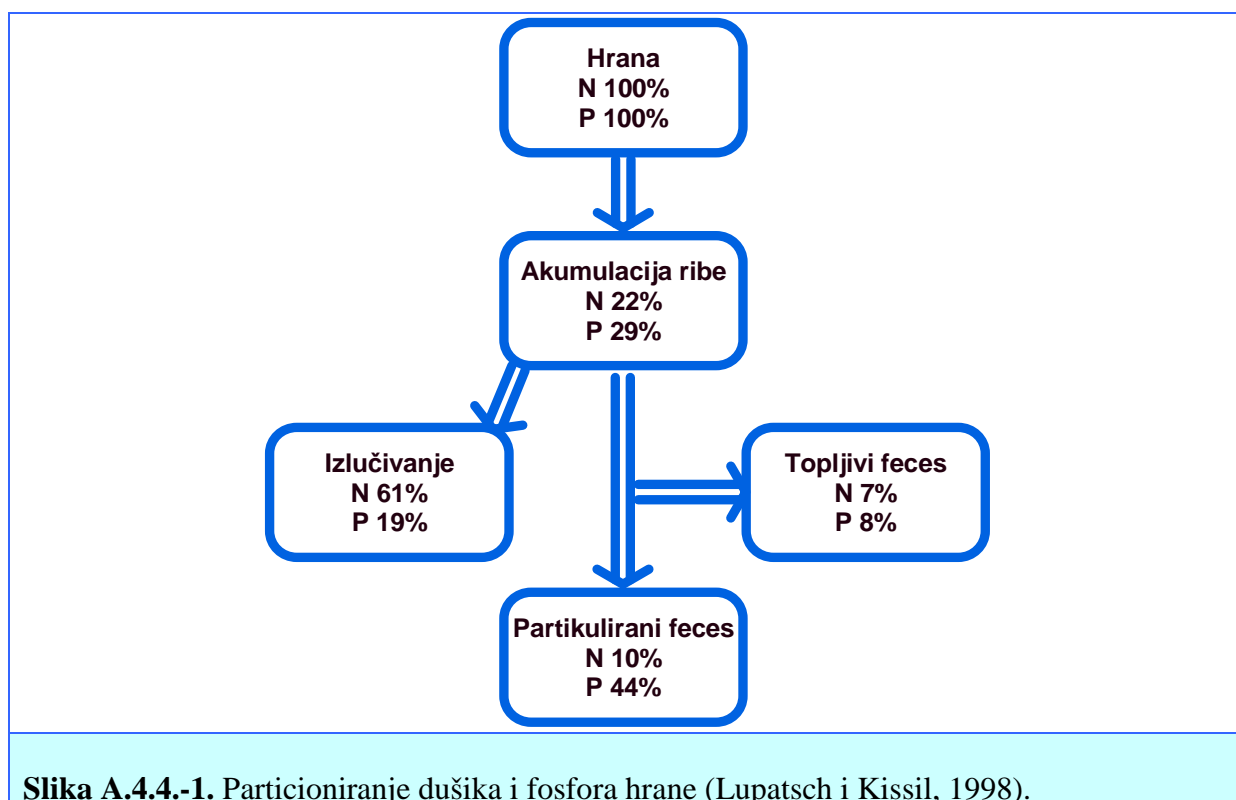 Hrana
N 100%
P 100%
Akumulacija ribe
N 22%
P 29%
Izlučivanje
N 61%
P 19%
Topljivi feces
N 7%
P 8%
Partikulirani feces
N 10%
P 44%
Slika A.4.4.-1. Particioniranje dušika i fosfora hrane (Lupatsch i Kissil, 1998).